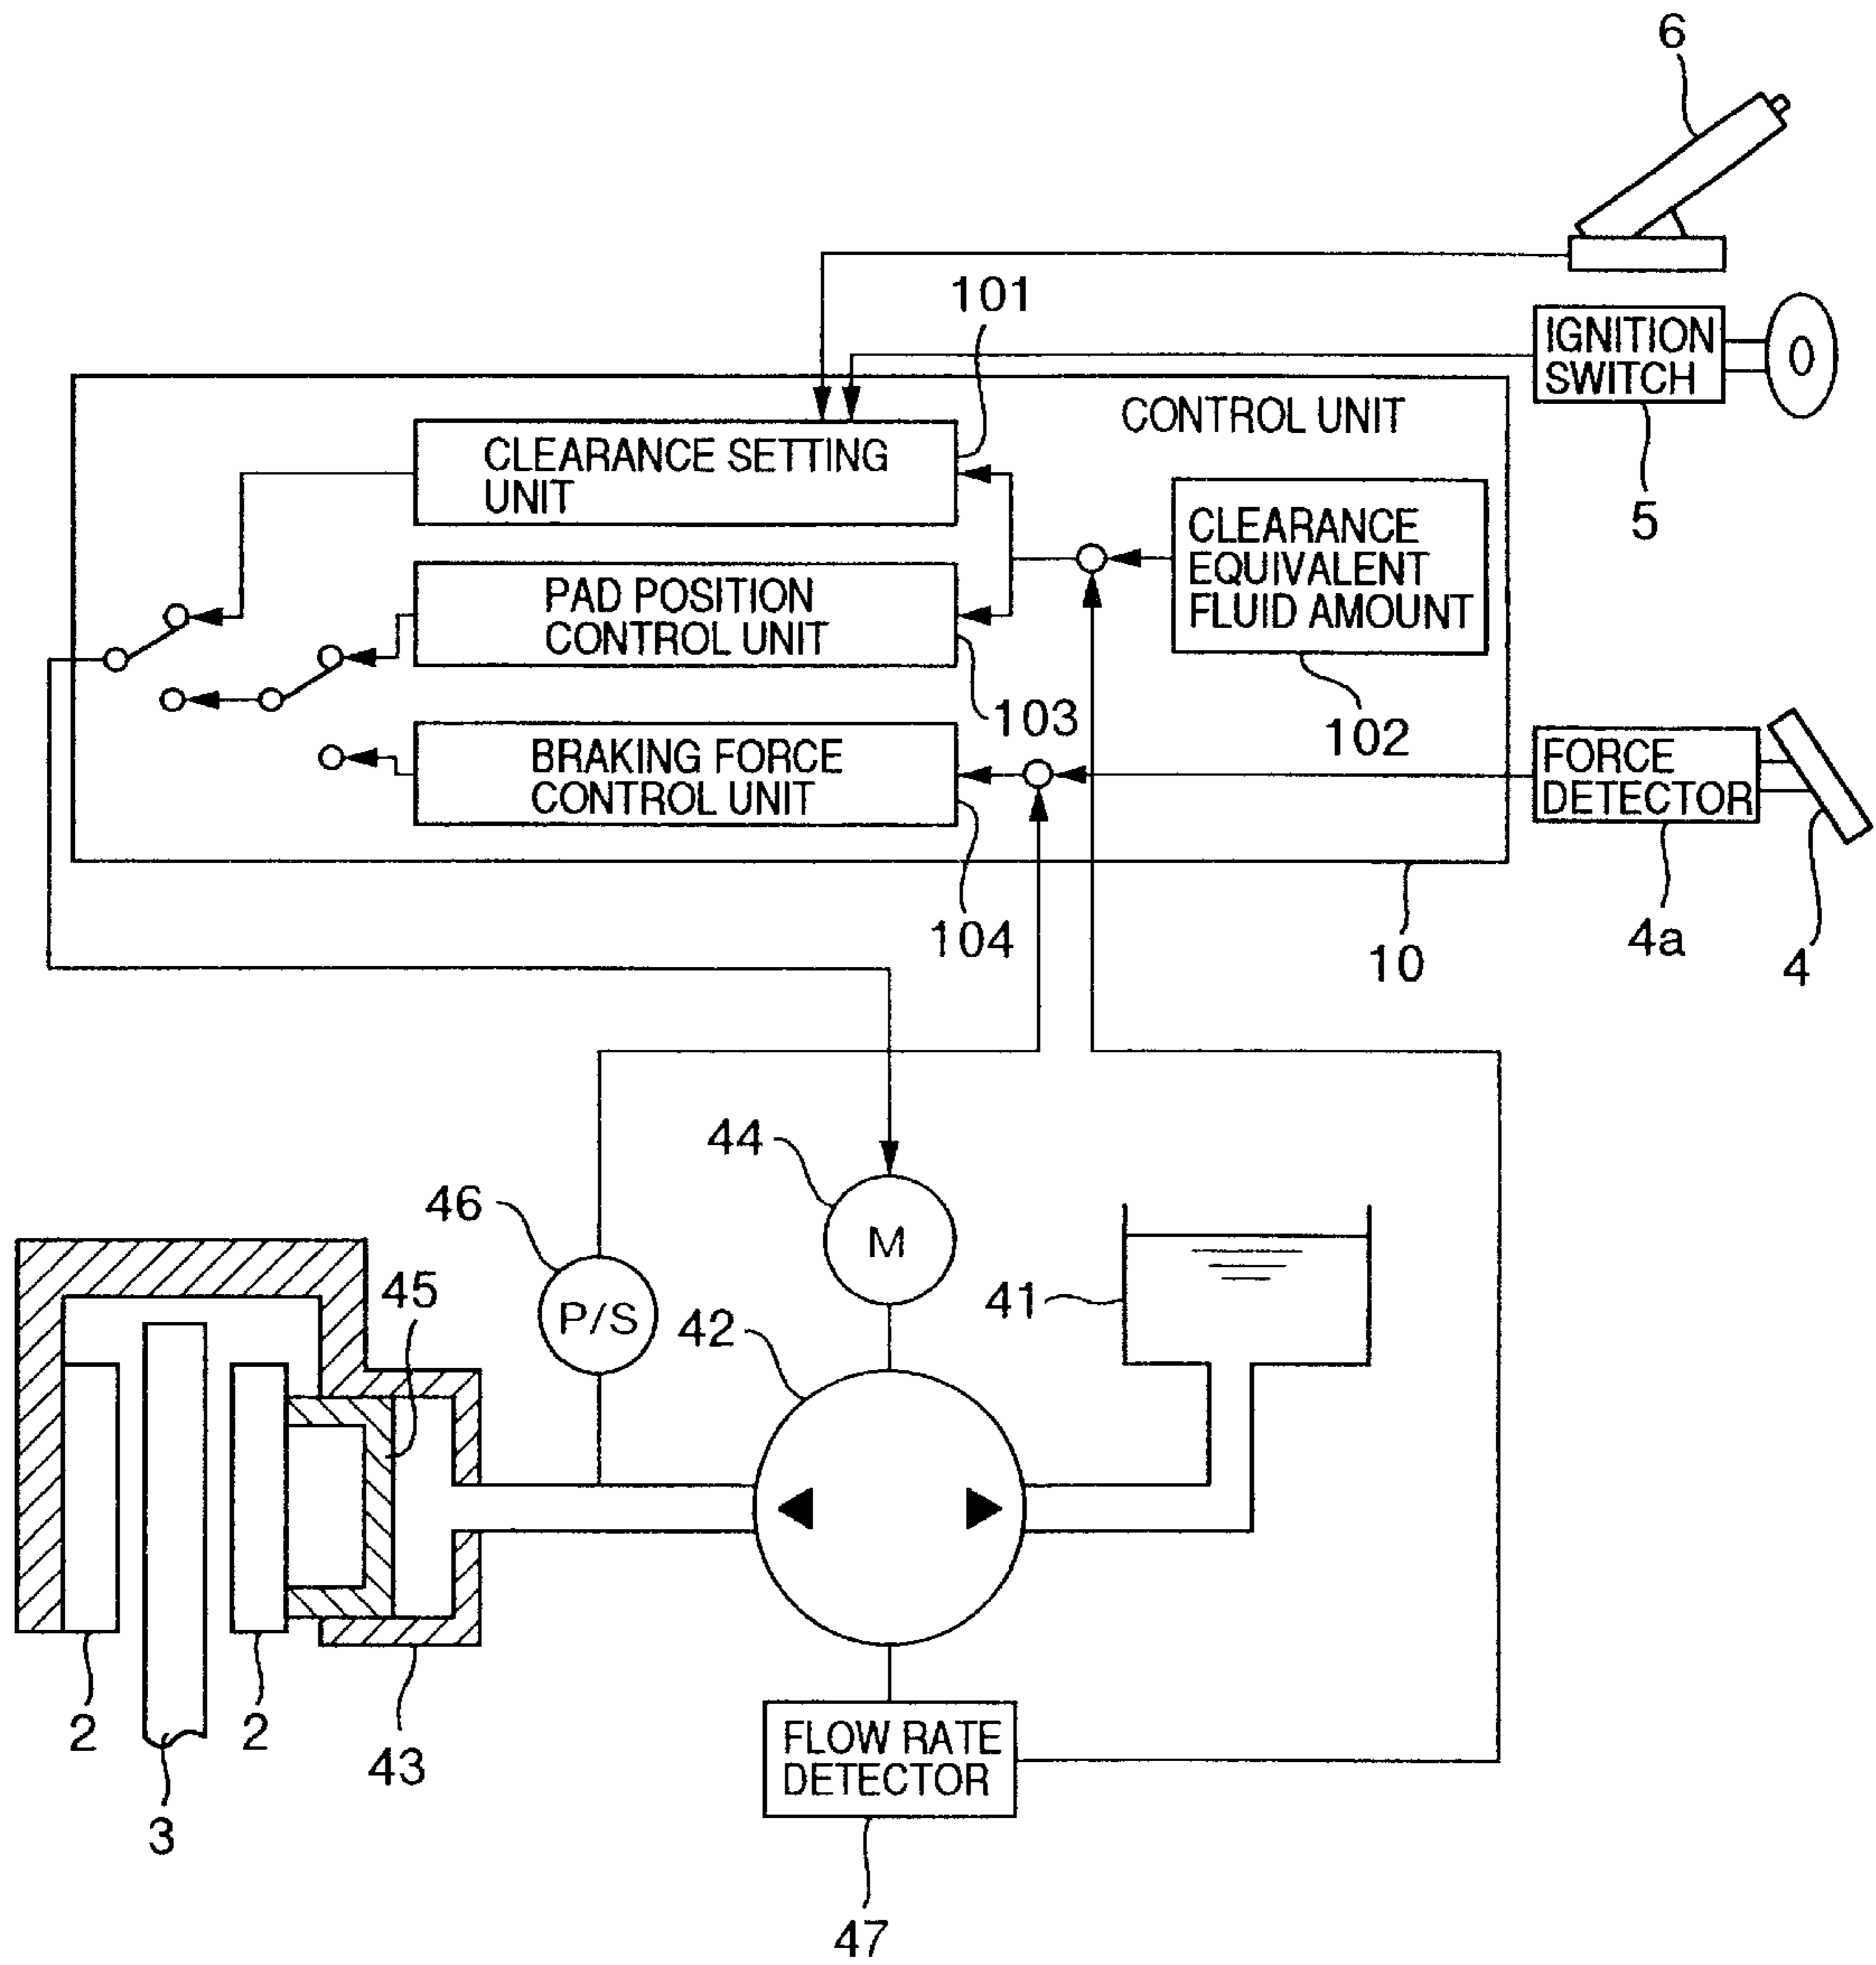 6
101
IGNITION
SWITCH
CONTROL UNIT
5
CLEARANCE SETTING
UNIT
CLEARANCE
EQUIVALENT
FLUID AMOUNT
PAD POSITION
CONTROL UNIT
103
102
BRAKING FORCE
CONTROL UNIT
FORCE
DETECTOR
104
10
4a
4
44
46
M
45
P/S
42
41
2
2
43
3
FLOW RATE
DETECTOR
47